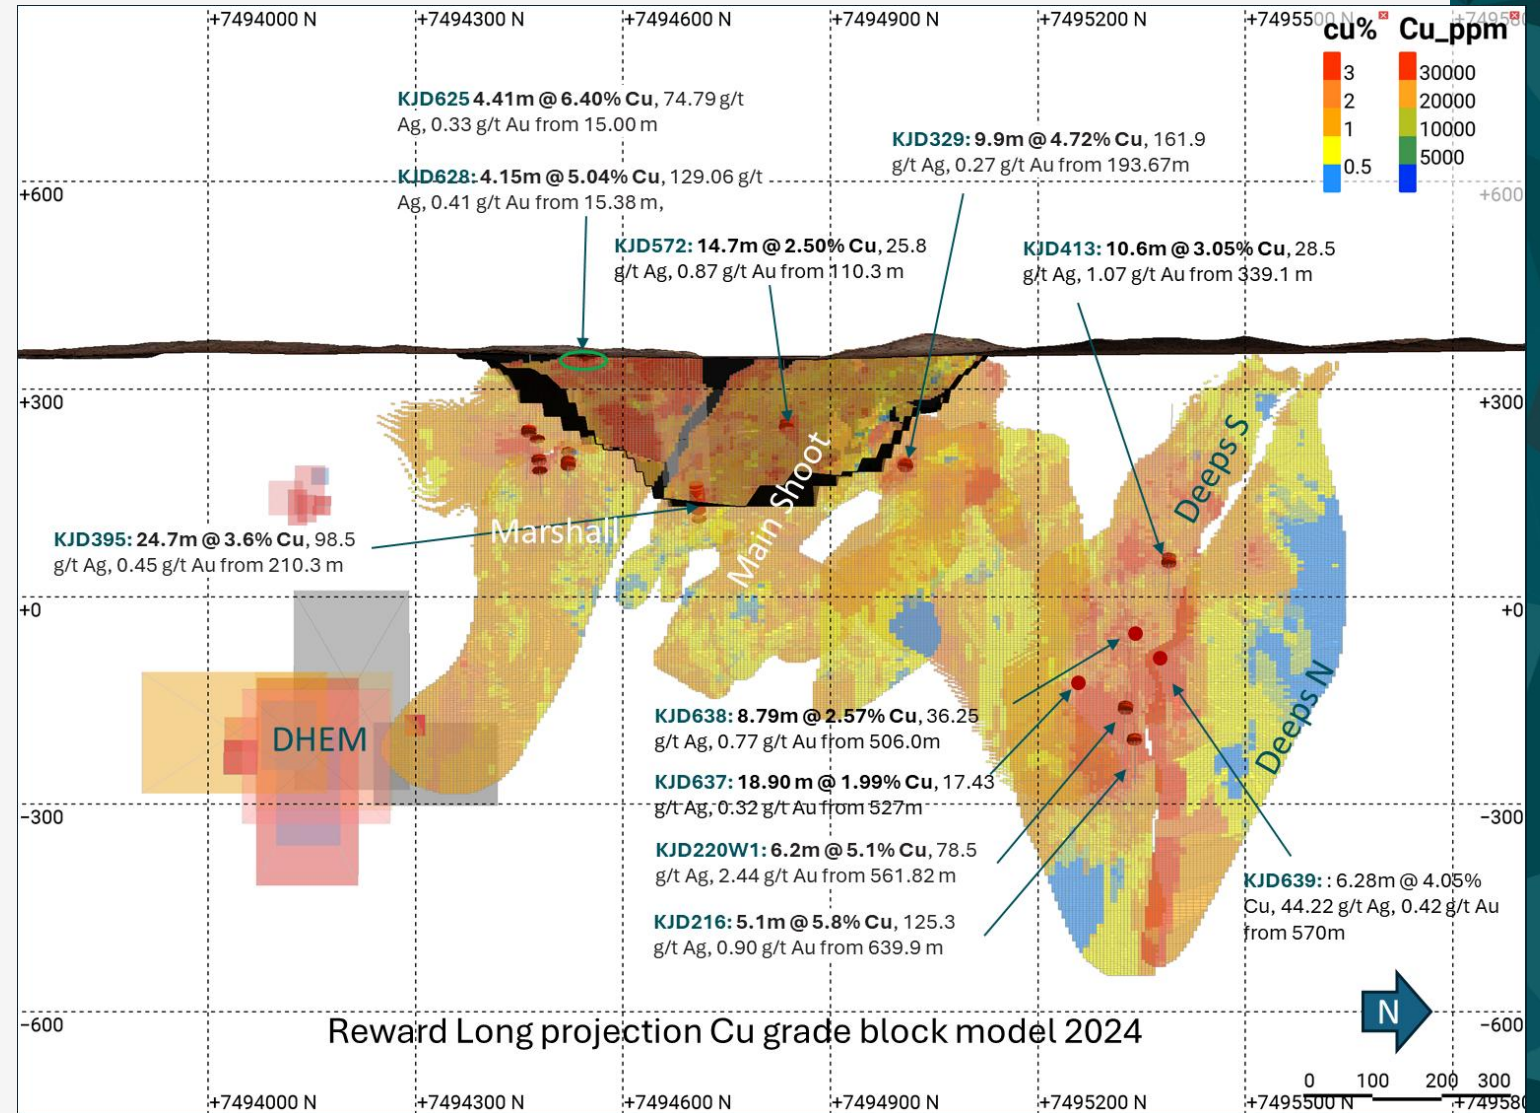 +7494000 N
+7494300 N
+7494600 N
+7494900 N
+7495200 N
+7495500 N
cu%
Cu_ppm
3
2
1
0.5
30000
20000
10000
5000
KJD625 4.41m @ 6.40% Cu, 74.79 g/t
Ag, 0.33 g/t Au from 15.00 m
KJD628: 4.15m @ 5.04% Cu, 129.06 g/t
Ag, 0.41 g/t Au from 15.38 m,
KJD329: 9.9m @ 4.72% Cu, 161.9
g/t Ag, 0.27 g/t Au from 193.67m
+600
+600
KJD572: 14.7m @ 2.50% Cu, 25.8
g/t Ag, 0.87 g/t Au from 110.3 m
KJD413: 10.6m @ 3.05% Cu, 28.5
g/t Ag, 1.07 g/t Au from 339.1 m
+300
+300
Deeps S
Main Shoot
Marshall
KJD395: 24.7m @ 3.6% Cu, 98.5
g/t Ag, 0.45 g/t Au from 210.3 m
+0
+0
Deeps N
DHEM
KJD638: 8.79m @ 2.57% Cu, 36.25
g/t Ag, 0.77 g/t Au from 506.0m
KJD637: 18.90 m @ 1.99% Cu, 17.43
g/t Ag, 0.32 g/t Au from 527m
−300
−300
KJD220W1: 6.2m @ 5.1% Cu, 78.5
g/t Ag, 2.44 g/t Au from 561.82 m
KJD639: : 6.28m @ 4.05%
Cu, 44.22 g/t Ag, 0.42 g/t Au
from 570m
KJD216: 5.1m @ 5.8% Cu, 125.3
g/t Ag, 0.90 g/t Au from 639.9 m
−600
−600
Reward Long projection Cu grade block model 2024
N
0 100 200 300
+7494000 N
+7494300 N
+7494600 N
+7494900 N
+7495200 N
+7495500 N